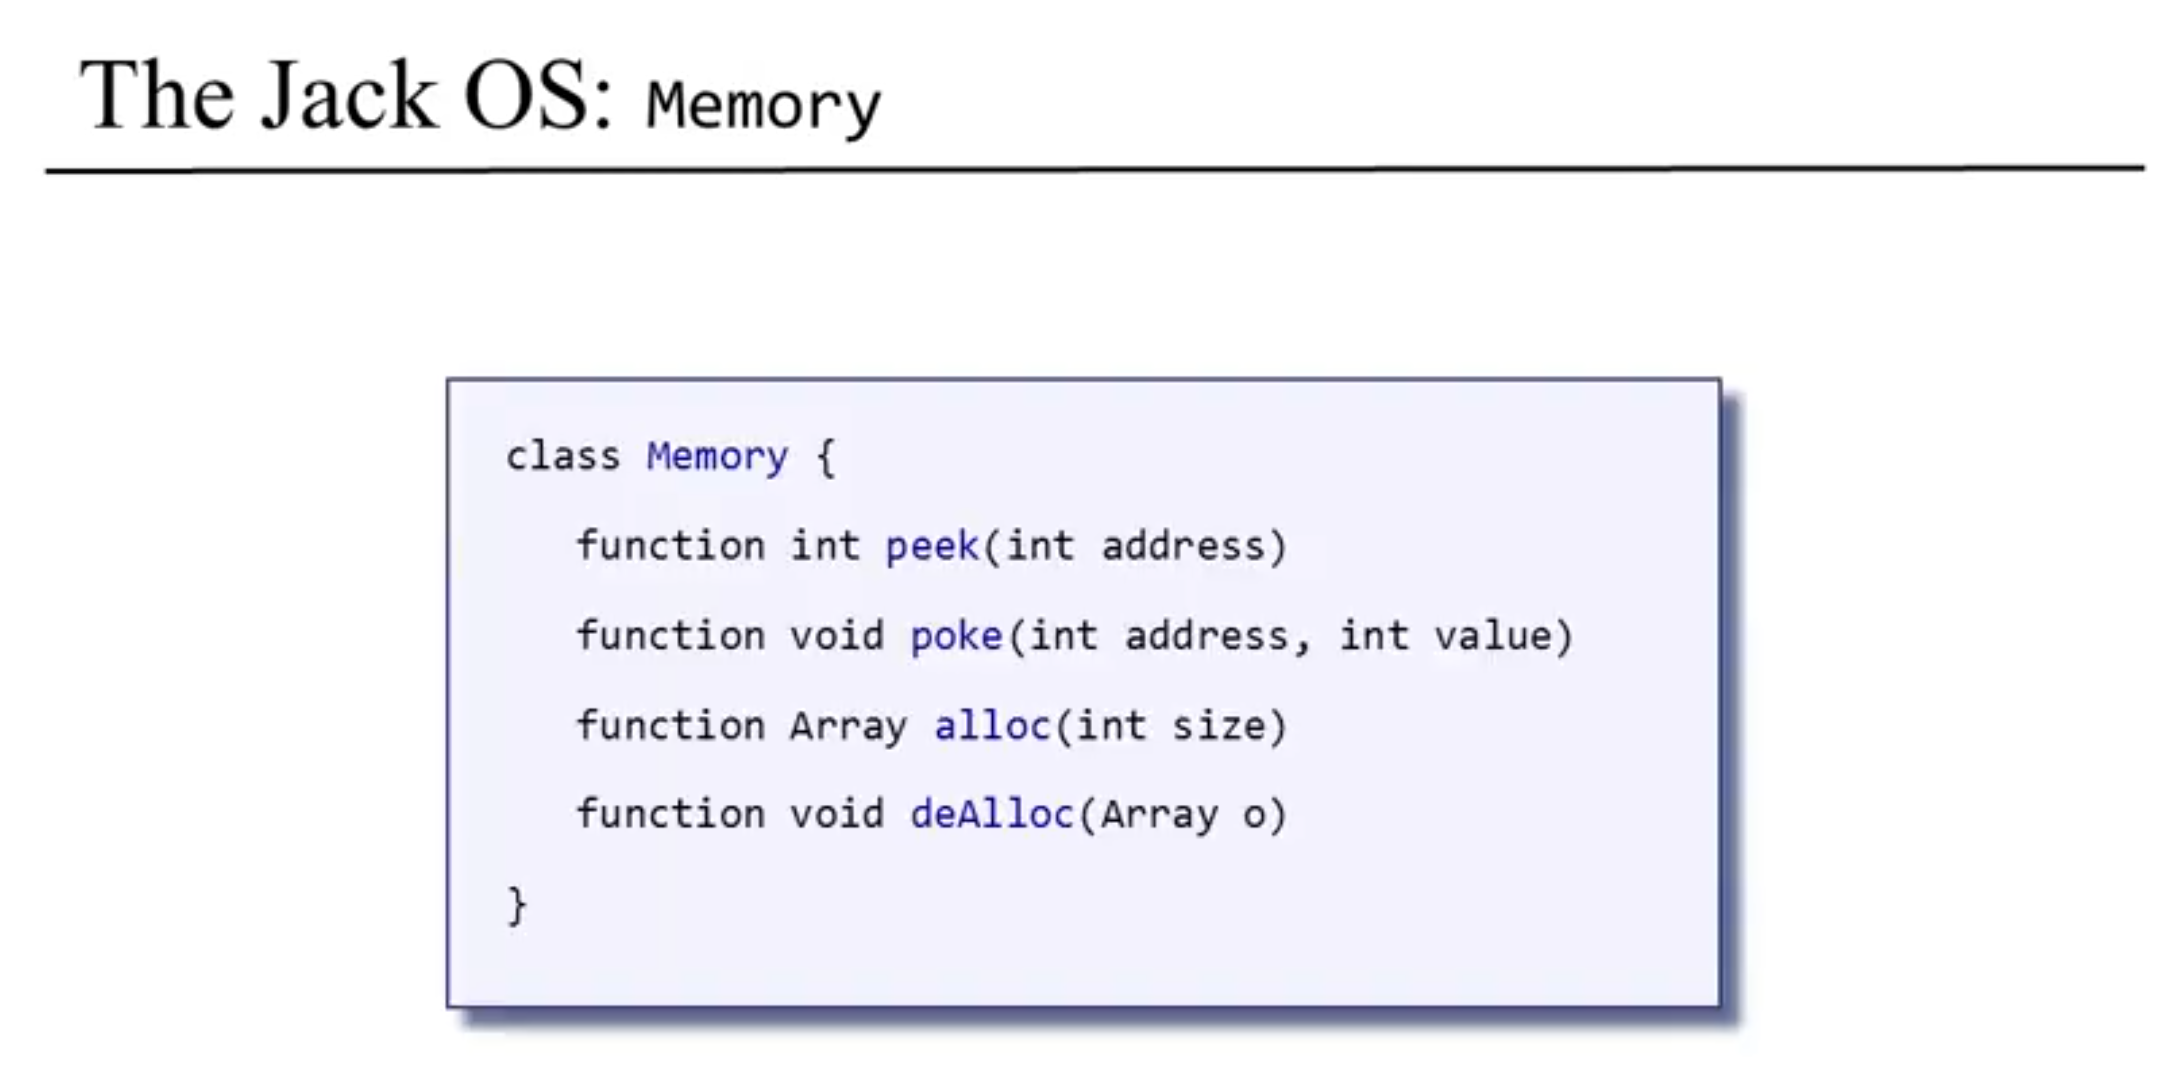 The Jack OS: Memory
class Memory {
function int peek(int address)
function void poke(int address, int value)
function Array alloc(int size)
function void deAlloc(Array o)
}